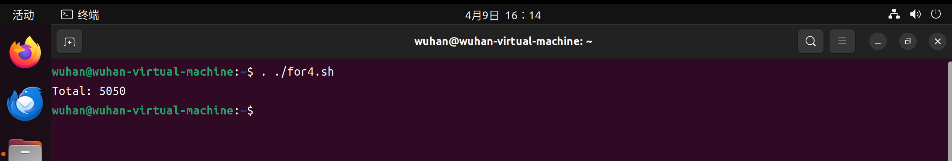 活动 终端 4月9日 16：14
wuhan@wuhan-virtual-machine: ~
wuhan@wuhan-virtual-machine:~$ . ./for4.sh
Total: 5050
wuhan@wuhan-virtual-machine:~$